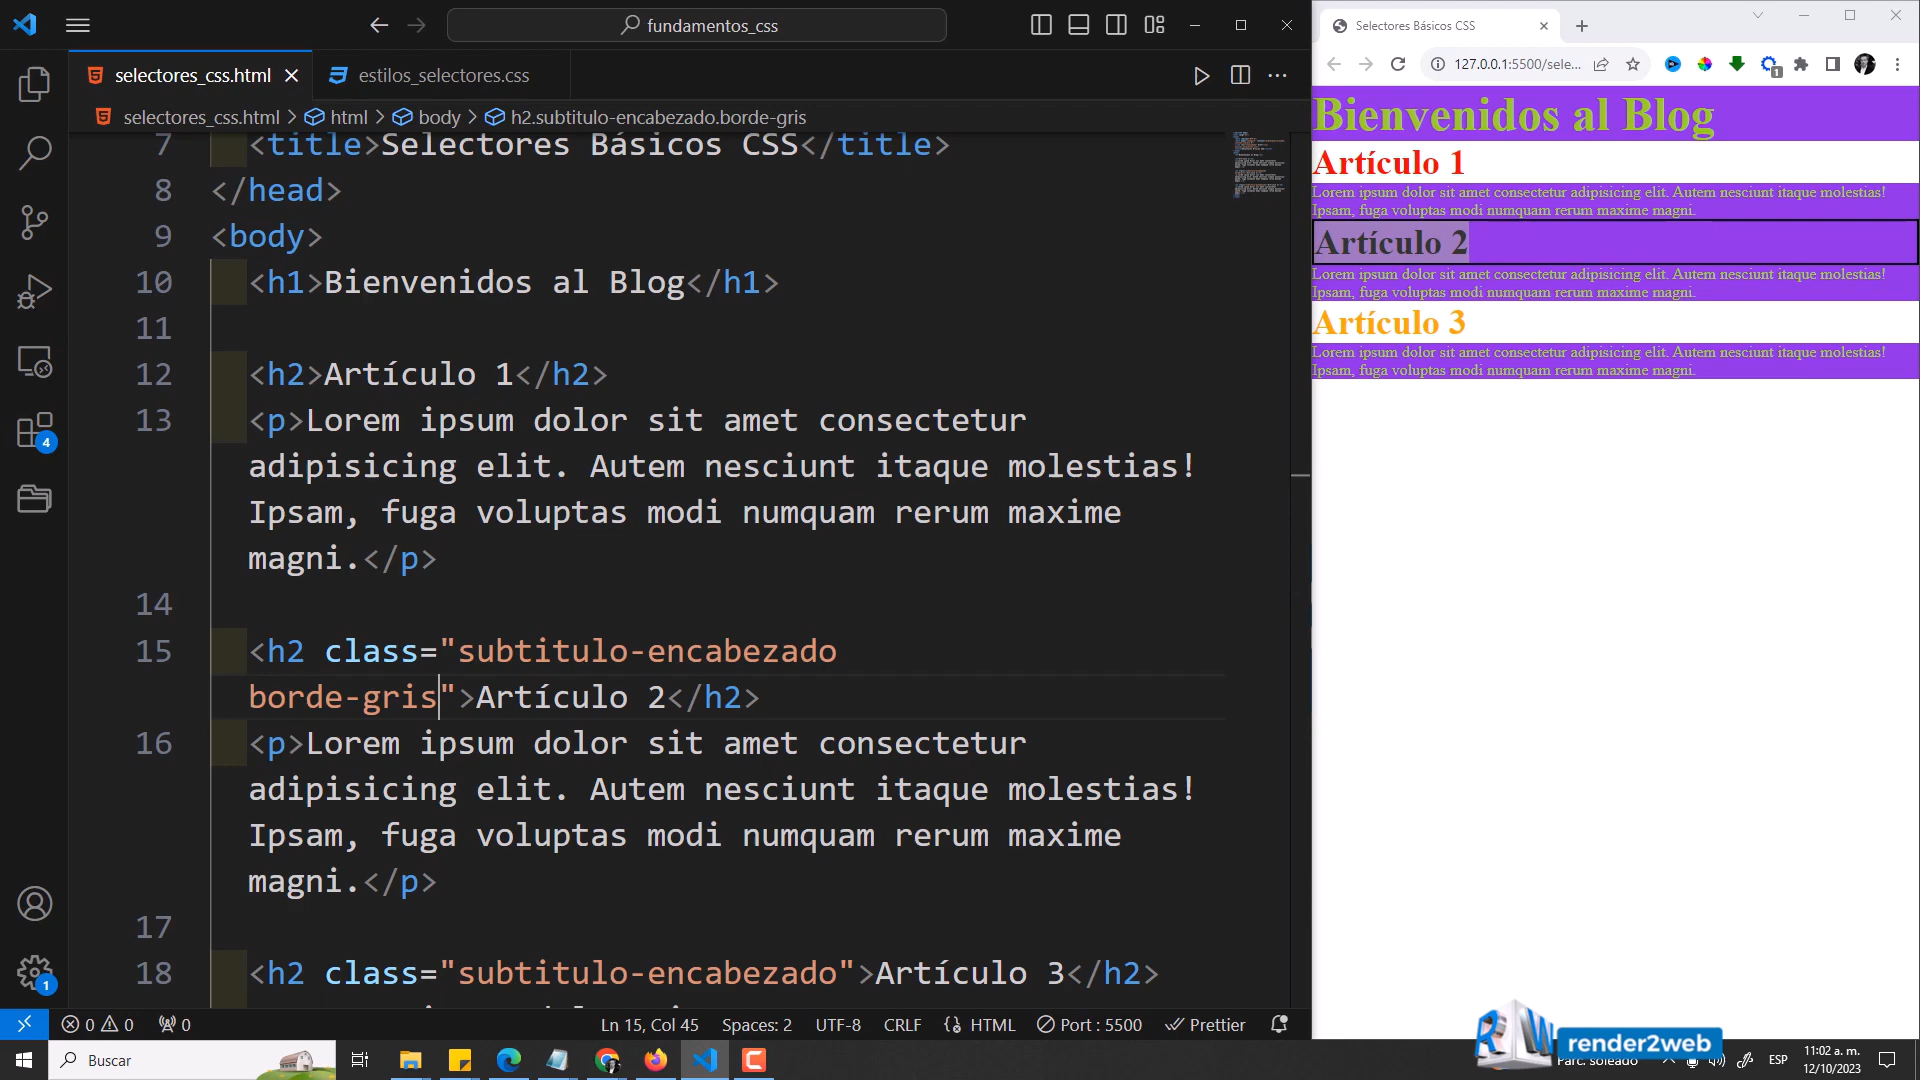 fundamentos_css
selectores_css.html
estilos_selectores.css
selectores_css.html > html > body > h2.subtitulo-encabezado.borde-gris
7 <title>Selectores Básicos CSS</title>
8 </head>
9 <body>
10 <h1>Bienvenidos al Blog</h1>
11
12 <h2>Artículo 1</h2>
13 <p>Lorem ipsum dolor sit amet consectetur
adipisicing elit. Autem nesciunt itaque molestias!
Ipsam, fuga voluptas modi numquam rerum maxime
magni.</p>
14
15 <h2 class="subtitulo-encabezado
borde-gris">Artículo 2</h2>
16 <p>Lorem ipsum dolor sit amet consectetur
adipisicing elit. Autem nesciunt itaque molestias!
Ipsam, fuga voluptas modi numquam rerum maxime
magni.</p>
17
18 <h2 class="subtitulo-encabezado">Artículo 3</h2>
4
1
0 0 0
Ln 15, Col 45 Spaces: 2 UTF-8 CRLF HTML Port : 5500 Prettier
Selectores Básicos CSS
127.0.0.1:5500/sele...
1
Bienvenidos al Blog
Artículo 1
Lorem ipsum dolor sit amet consectetur adipisicing elit. Autem nesciunt itaque molestias!
Ipsam, fuga voluptas modi numquam rerum maxime magni.
Artículo 2
Lorem ipsum dolor sit amet consectetur adipisicing elit. Autem nesciunt itaque molestias!
Ipsam, fuga voluptas modi numquam rerum maxime magni.
Artículo 3
Lorem ipsum dolor sit amet consectetur adipisicing elit. Autem nesciunt itaque molestias!
Ipsam, fuga voluptas modi numquam rerum maxime magni.
R2W render2web
Buscar
Parc. soleado
ESP
11:02 a. m.
12/10/2023